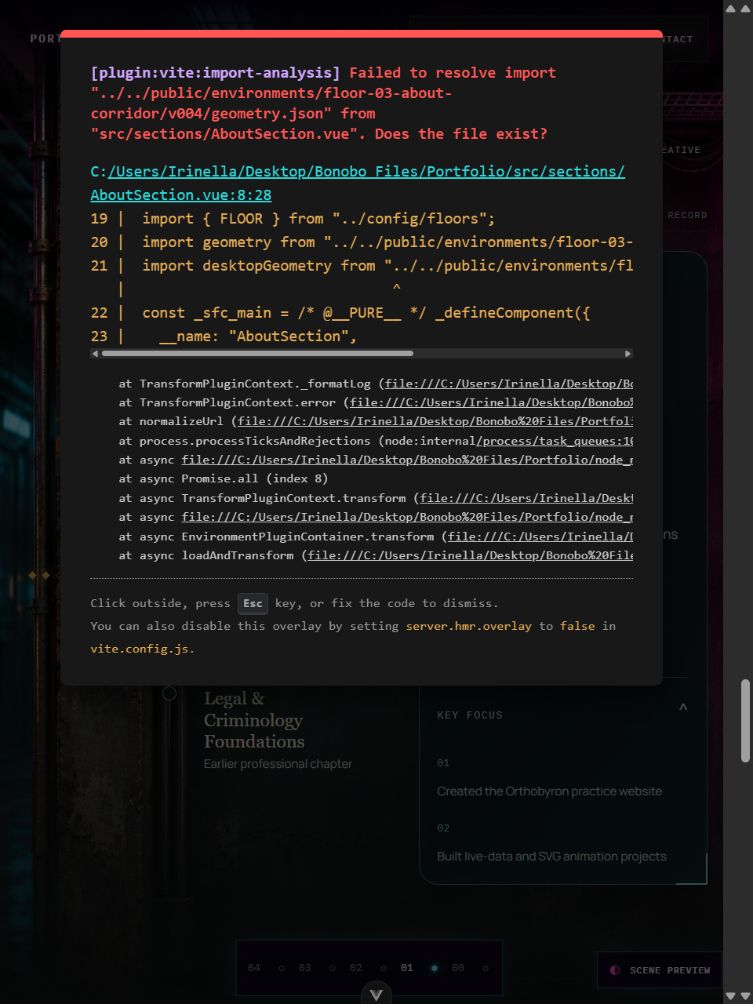 PORT
TACT
[plugin:vite:import-analysis] Failed to resolve import
"../../public/environments/floor-03-about-
corridor/v004/geometry.json" from
"src/sections/AboutSection.vue". Does the file exist?
EATIVE
C:/Users/Irinella/Desktop/Bonobo Files/Portfolio/src/sections/
AboutSection.vue:8:28
RECORD
19 | import { FLOOR } from "../config/floors";
20 | import geometry from "../../public/environments/floor-03-
21 | import desktopGeometry from "../../public/environments/fl
| ^
22 | const _sfc_main = /* @__PURE__ */ _defineComponent({
23 | __name: "AboutSection",
at TransformPluginContext._formatLog (file:///C:/Users/Irinella/Desktop/Bo
at TransformPluginContext.error (file:///C:/Users/Irinella/Desktop/Bonobo%
at normalizeUrl (file:///C:/Users/Irinella/Desktop/Bonobo%20Files/Portfoli
at process.processTicksAndRejections (node:internal/process/task_queues:10
at async file:///C:/Users/Irinella/Desktop/Bonobo%20Files/Portfolio/node_m
at async Promise.all (index 8)
at async TransformPluginContext.transform (file:///C:/Users/Irinella/Deskt
at async file:///C:/Users/Irinella/Desktop/Bonobo%20Files/Portfolio/node_m
ns
at async EnvironmentPluginContainer.transform (file:///C:/Users/Irinella/D
at async loadAndTransform (file:///C:/Users/Irinella/Desktop/Bonobo%20File
Click outside, press Esc key, or fix the code to dismiss.
You can also disable this overlay by setting server.hmr.overlay to false in
vite.config.js.
Legal &
Criminology
Foundations
Earlier professional chapter
KEY FOCUS
01
Created the Orthobyron practice website
02
Built live-data and SVG animation projects
04 03 02 01 00
SCENE PREVIEW